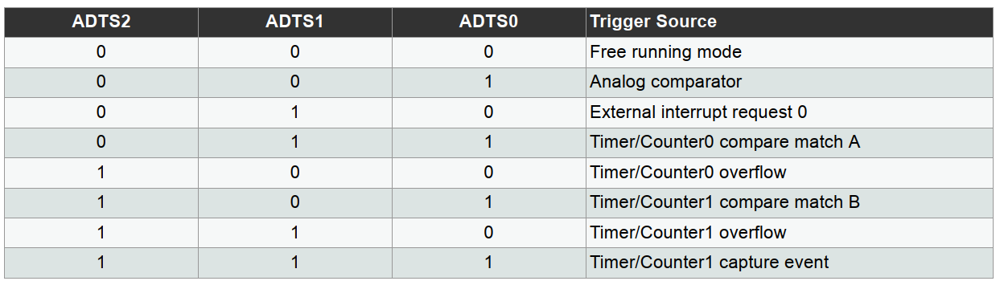 ADTS2 ADTS1 ADTS0 Trigger Source
0 0 0 Free running mode
0 0 1 Analog comparator
0 1 0 External interrupt request 0
0 1 1 Timer/Counter0 compare match A
1 0 0 Timer/Counter0 overflow
1 0 1 Timer/Counter1 compare match B
1 1 0 Timer/Counter1 overflow
1 1 1 Timer/Counter1 capture event